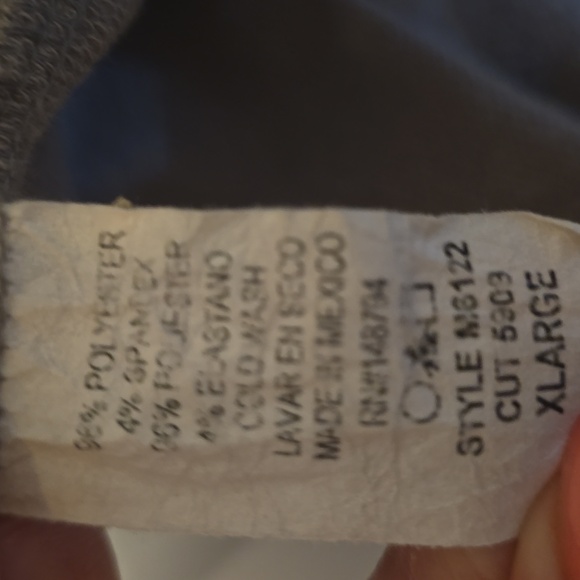 96% POLYESTER
4% SPANDEX
96% POLIESTER
4% ELASTANO
COLD WASH
LAVAR EN SECO
MADE IN MEXICO
RN#148794
STYLE M6122
CUT 5303
XLARGE